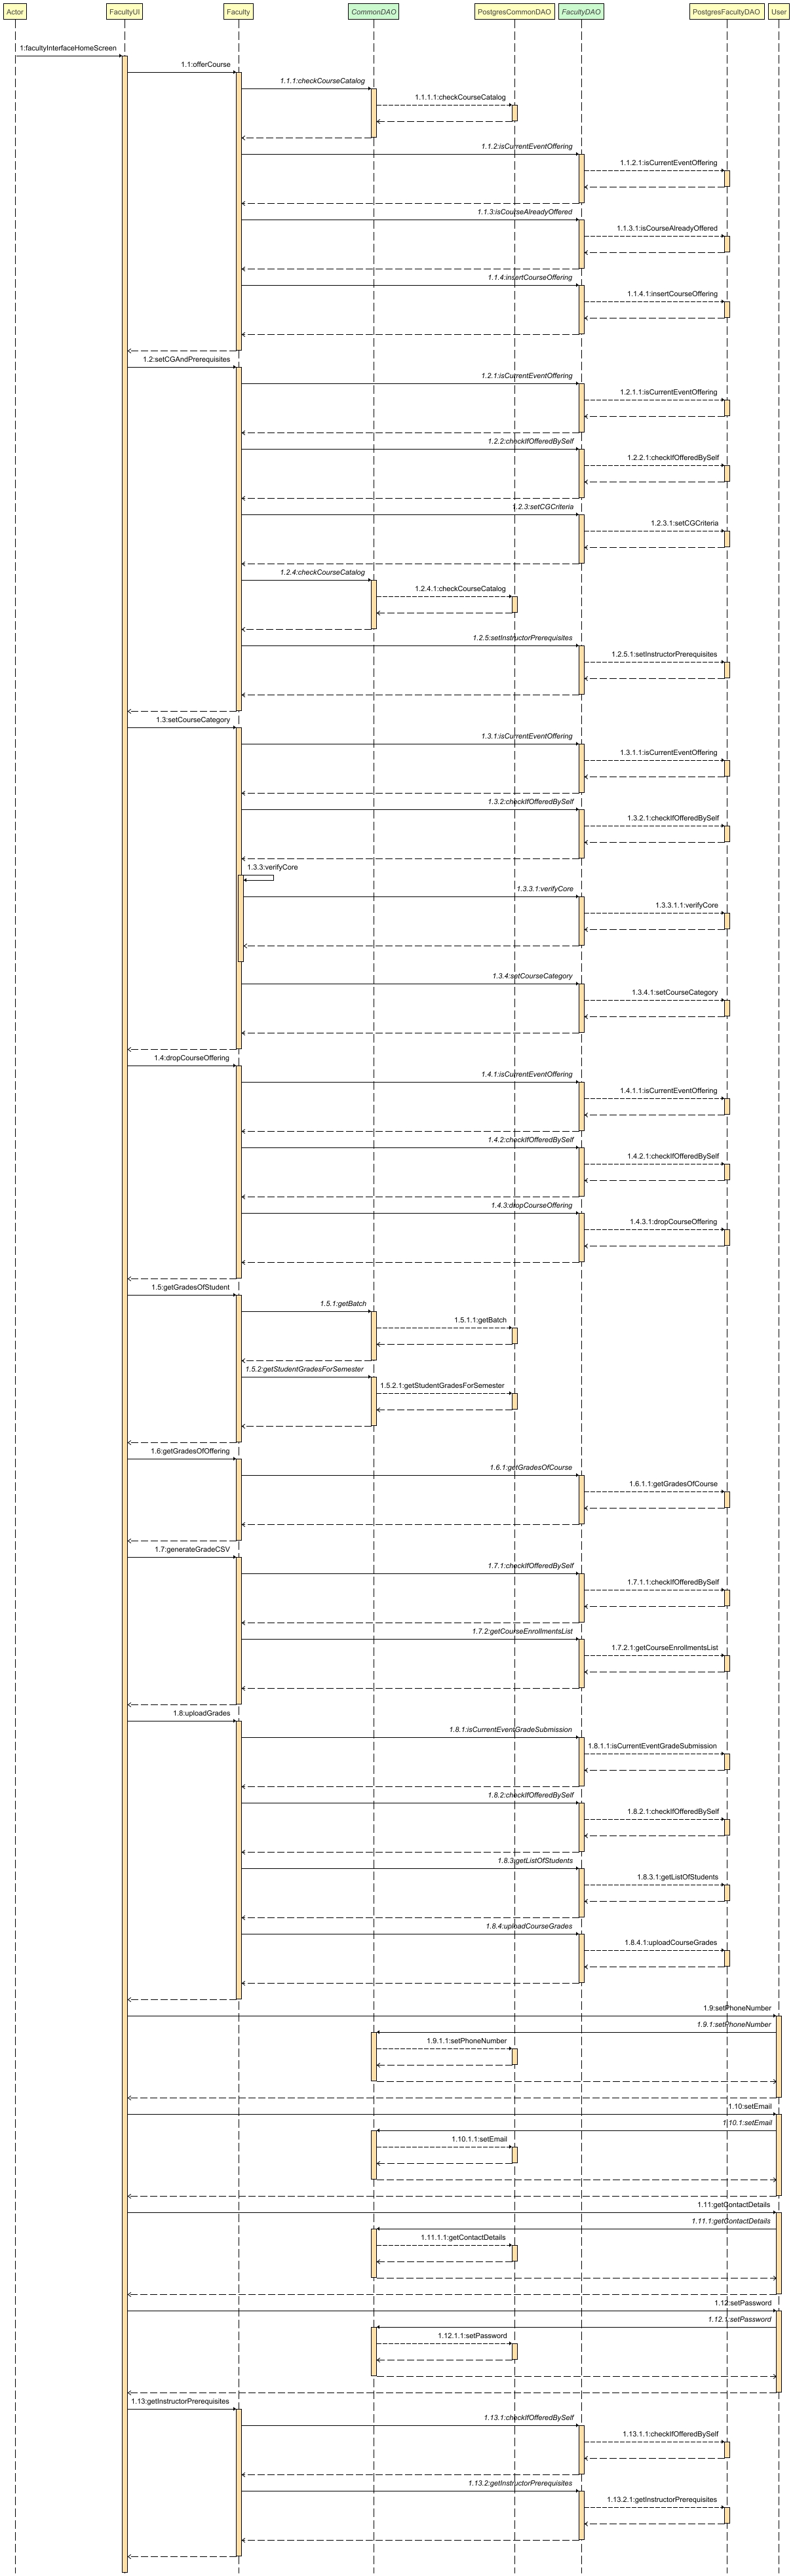 Actor
FacultyUI
Faculty
CommonDAO
PostgresCommonDAO
FacultyDAO
PostgresFacultyDAO
User
1:facultyInterfaceHomeScreen
1.1:offerCourse
1.1.1:checkCourseCatalog
1.1.1.1:checkCourseCatalog
1.1.2:isCurrentEventOffering
1.1.2.1:isCurrentEventOffering
1.1.3:isCourseAlreadyOffered
1.1.3.1:isCourseAlreadyOffered
1.1.4:insertCourseOffering
1.1.4.1:insertCourseOffering
1.2:setCGAndPrerequisites
1.2.1:isCurrentEventOffering
1.2.1.1:isCurrentEventOffering
1.2.2:checkIfOfferedBySelf
1.2.2.1:checkIfOfferedBySelf
1.2.3:setCGCriteria
1.2.3.1:setCGCriteria
1.2.4:checkCourseCatalog
1.2.4.1:checkCourseCatalog
1.2.5:setInstructorPrerequisites
1.2.5.1:setInstructorPrerequisites
1.3:setCourseCategory
1.3.1:isCurrentEventOffering
1.3.1.1:isCurrentEventOffering
1.3.2:checkIfOfferedBySelf
1.3.2.1:checkIfOfferedBySelf
1.3.3:verifyCore
1.3.3.1:verifyCore
1.3.3.1.1:verifyCore
1.3.4:setCourseCategory
1.3.4.1:setCourseCategory
1.4:dropCourseOffering
1.4.1:isCurrentEventOffering
1.4.1.1:isCurrentEventOffering
1.4.2:checkIfOfferedBySelf
1.4.2.1:checkIfOfferedBySelf
1.4.3:dropCourseOffering
1.4.3.1:dropCourseOffering
1.5:getGradesOfStudent
1.5.1:getBatch
1.5.1.1:getBatch
1.5.2:getStudentGradesForSemester
1.5.2.1:getStudentGradesForSemester
1.6:getGradesOfOffering
1.6.1:getGradesOfCourse
1.6.1.1:getGradesOfCourse
1.7:generateGradeCSV
1.7.1:checkIfOfferedBySelf
1.7.1.1:checkIfOfferedBySelf
1.7.2:getCourseEnrollmentsList
1.7.2.1:getCourseEnrollmentsList
1.8:uploadGrades
1.8.1:isCurrentEventGradeSubmission
1.8.1.1:isCurrentEventGradeSubmission
1.8.2:checkIfOfferedBySelf
1.8.2.1:checkIfOfferedBySelf
1.8.3:getListOfStudents
1.8.3.1:getListOfStudents
1.8.4:uploadCourseGrades
1.8.4.1:uploadCourseGrades
1.9:setPhoneNumber
1.9.1:setPhoneNumber
1.9.1.1:setPhoneNumber
1.10:setEmail
1.10.1:setEmail
1.10.1.1:setEmail
1.11:getContactDetails
1.11.1:getContactDetails
1.11.1.1:getContactDetails
1.12:setPassword
1.12.1:setPassword
1.12.1.1:setPassword
1.13:getInstructorPrerequisites
1.13.1:checkIfOfferedBySelf
1.13.1.1:checkIfOfferedBySelf
1.13.2:getInstructorPrerequisites
1.13.2.1:getInstructorPrerequisites